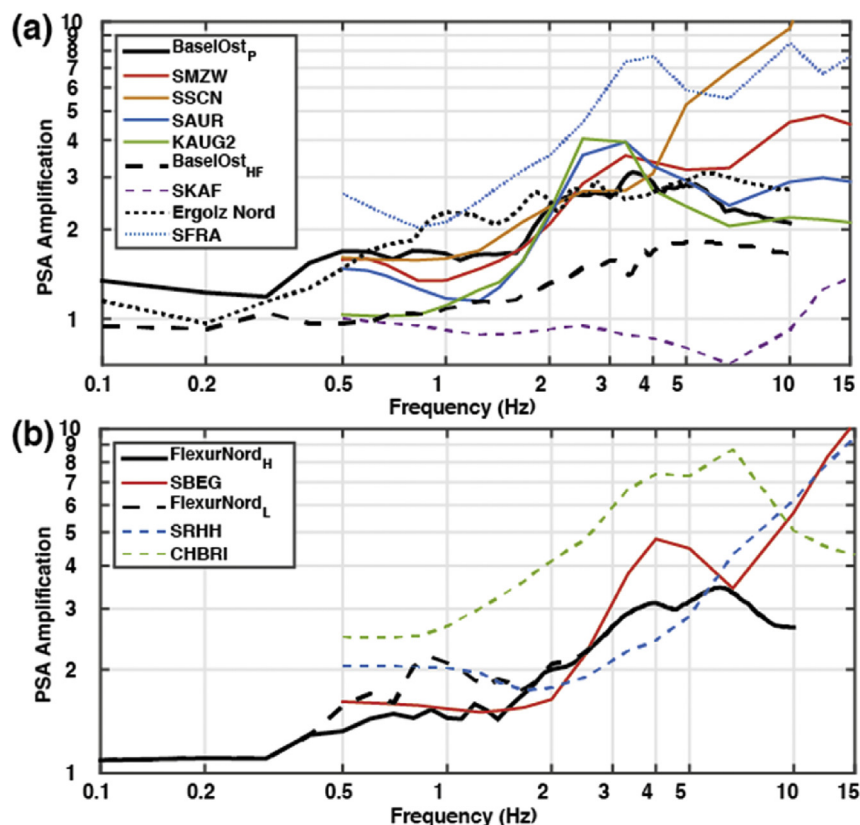 (a)
PSA Amplification
10
9
8
7
6
5
4
3
2
1
BaselOstP
SMZW
SSCN
SAUR
KAUG2
BaselOstHF
SKAF
Ergolz Nord
SFRA
0.1 0.2 0.5 1 2 3 4 5 10 15
Frequency (Hz)
(b)
PSA Amplification
10
9
8
7
6
5
4
3
2
1
FlexurNordH
SBEG
FlexurNordL
SRHH
CHBRI
0.1 0.2 0.5 1 2 3 4 5 10 15
Frequency (Hz)